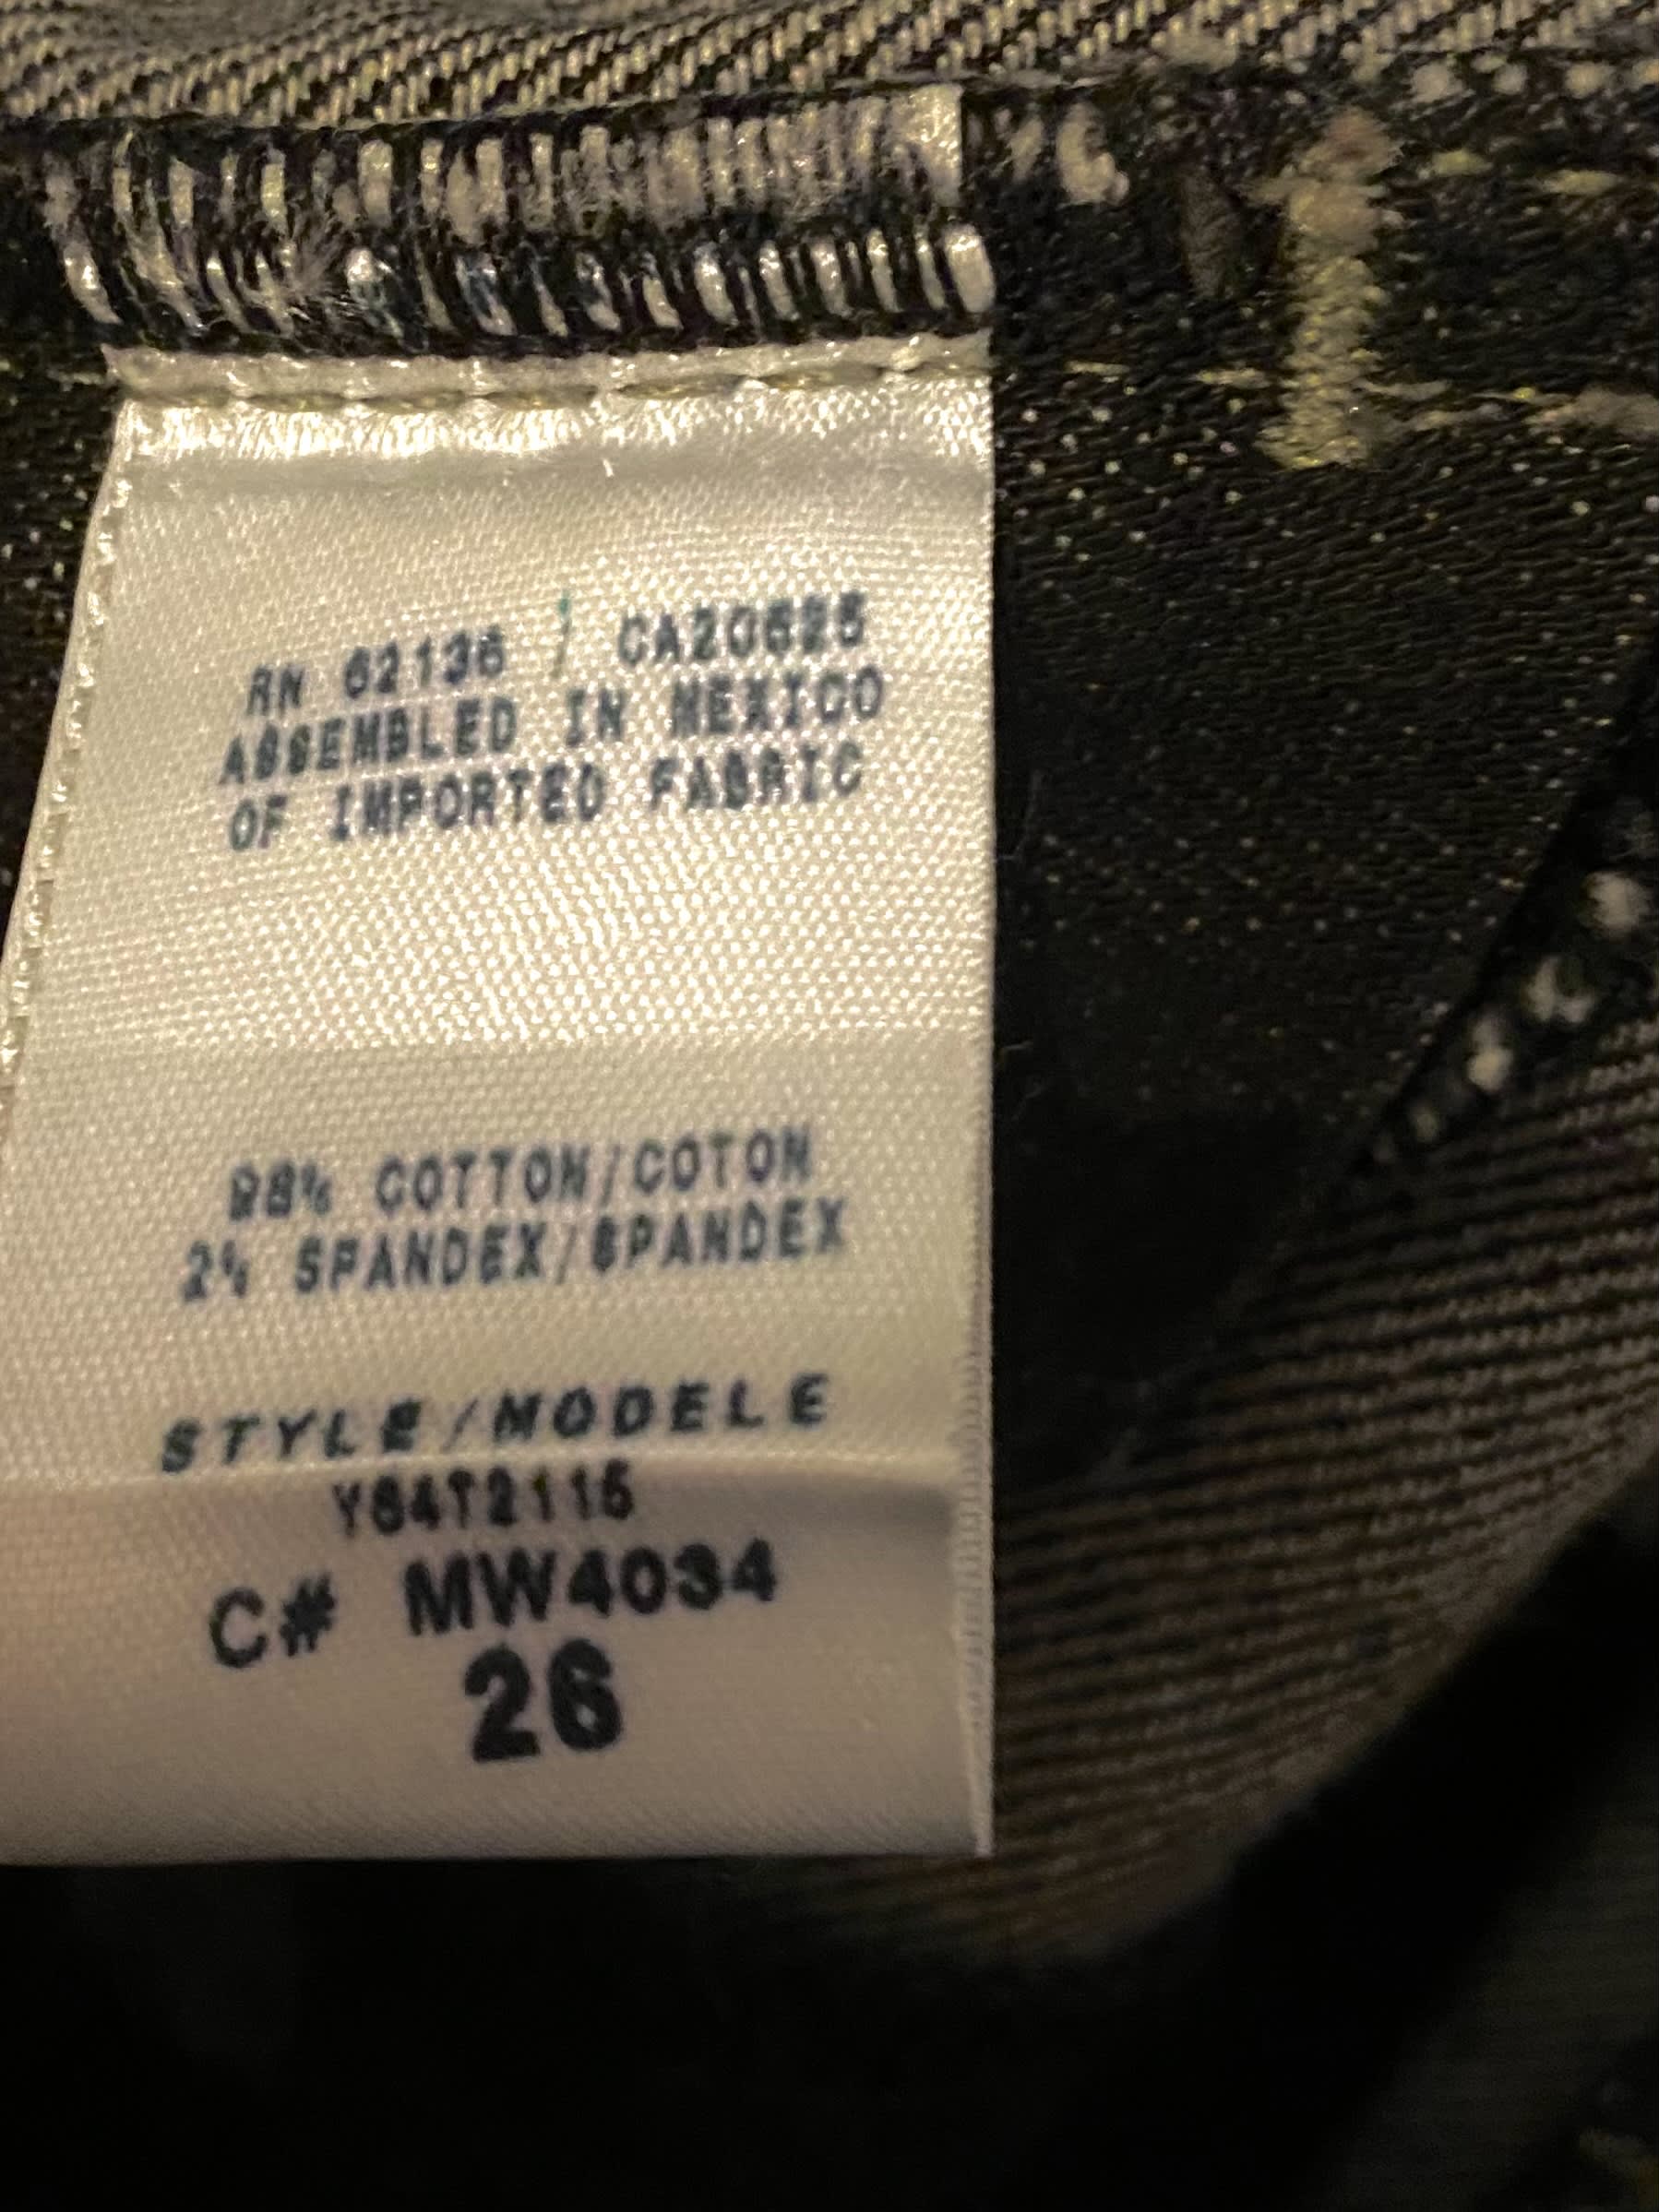 RN 62136 / CA20625
ASSEMBLED IN MEXICO
OF IMPORTED FABRIC
98% COTTON/COTON
2% SPANDEX/SPANDEX
STYLE/MODELE
Y64T2115
C# MW4034
26